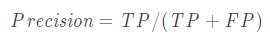 Precision = TP/(TP + FP)